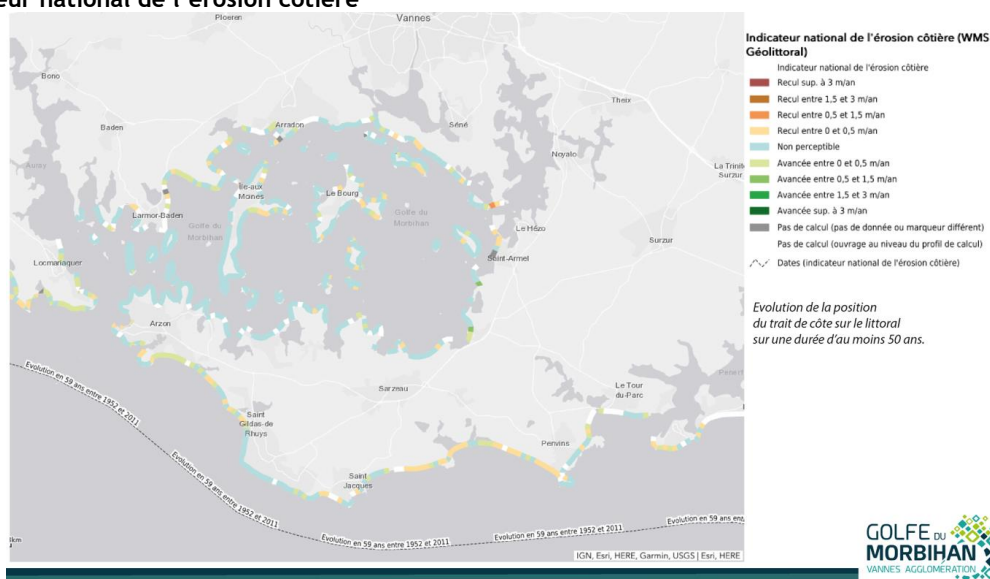 eur national de l'érosion côtière
Ploeren
Vannes
Bono
Theix
Baden
Arradon
Séné
Noyalo
Auray
La Trinit
Surzur
Île-aux
Moines
Le Bourg
Larmor-Baden
Golfe du
Morbihan
Golfe du
Morbihan
Le Hézo
Surzur
Locmariaquer
Saint-Armel
Arzon
Sarzeau
Le Tour
du-Parc
Saint
Gildas-de
Rhuys
Penvins
Saint
Jacques
Evolution en 59 ans entre 1952 et 2011
Evolution en 59 ans entre 1952 et 2011
Evolution en 59 ans entre 1952 et 2011
Evolution en 59 ans entre 1952 et 2011
Evolution en 59 ans ent
IGN, Esri, HERE, Garmin, USGS | Esri, HERE
Indicateur national de l'érosion côtière (WMS
Géolittoral)
Indicateur national de l'érosion côtière
Recul sup. à 3 m/an
Recul entre 1,5 et 3 m/an
Recul entre 0,5 et 1,5 m/an
Recul entre 0 et 0,5 m/an
Non perceptible
Avancée entre 0 et 0,5 m/an
Avancée entre 0,5 et 1,5 m/an
Avancée entre 1,5 et 3 m/an
Avancée sup. à 3 m/an
Pas de calcul (pas de donnée ou marqueur différent)
Pas de calcul (ouvrage au niveau du profil de calcul)
Dates (indicateur national de l'érosion côtière)
Evolution de la position
du trait de côte sur le littoral
sur une durée d'au moins 50 ans.
GOLFE DU
MORBIHAN
VANNES AGGLOMÉRATION